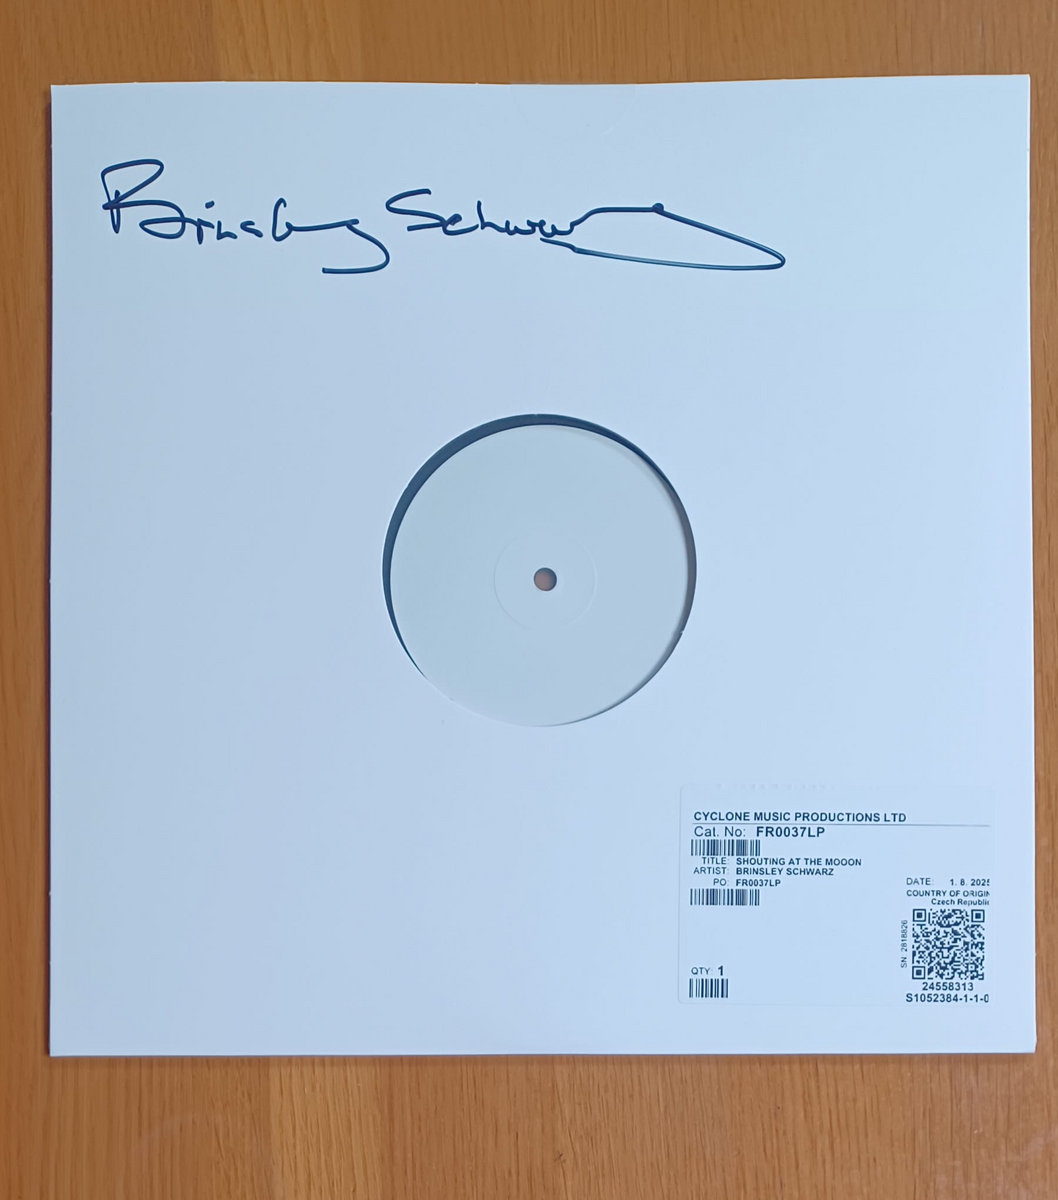 Brinsley Schwarz
CYCLONE MUSIC PRODUCTIONS LTD
Cat. No: FR0037LP
TITLE: SHOUTING AT THE MOOON
ARTIST: BRINSLEY SCHWARZ
PO: FR0037LP
DATE: 1. 8. 2025
COUNTRY OF ORIGIN
Czech Republic
SN 2818826
QTY: 1
24558313
S1052384-1-1-0